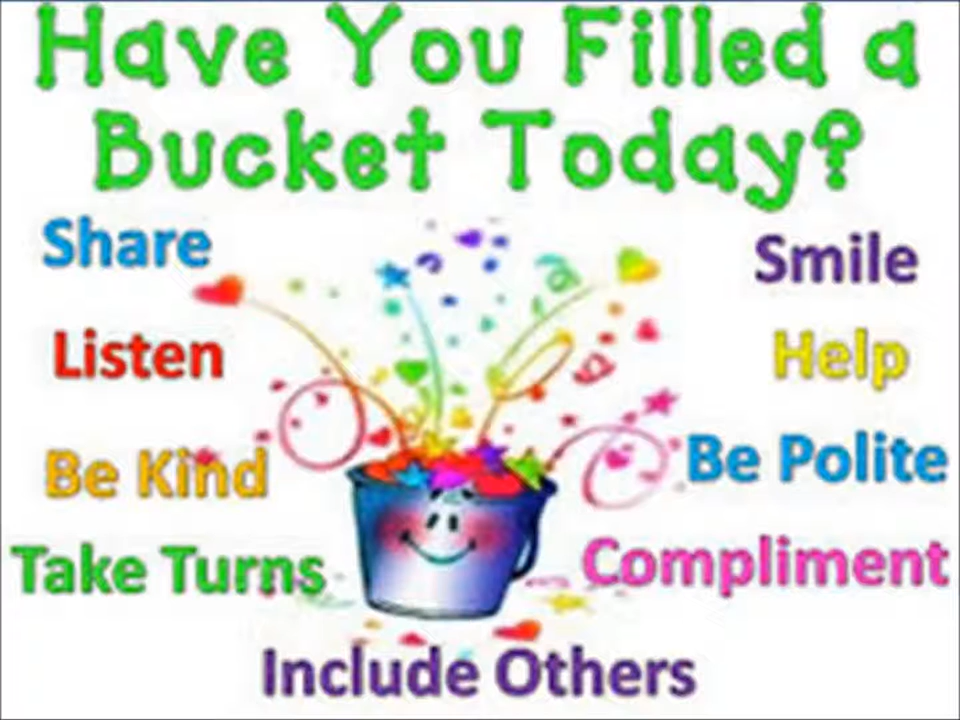 Have You Filled a
Bucket Today?
Share
Smile
Listen
Help
Be Kind
Be Polite
Take Turns
Compliment
Include Others